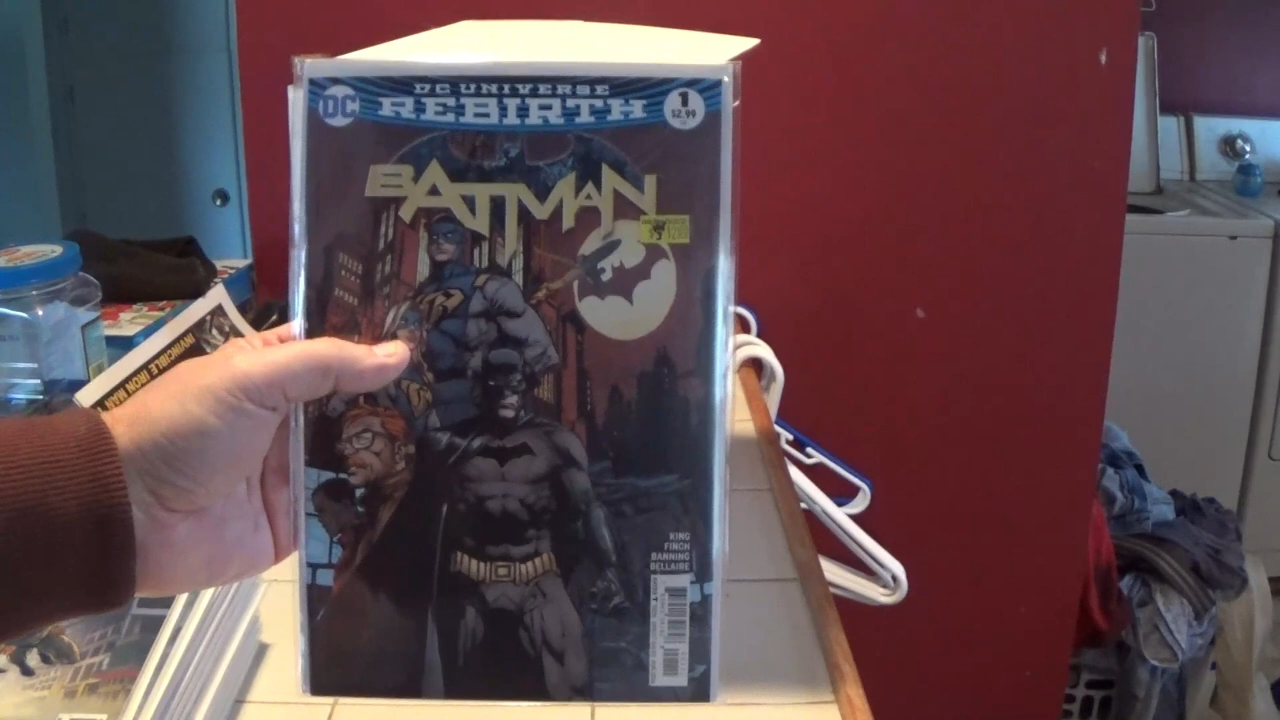 DC UNIVERSE
DC REBIRTH 1
$2.99
BATMAN
INVINCIBLE IRON MAN
KING
FINCH
BANNING
BELLAIRE